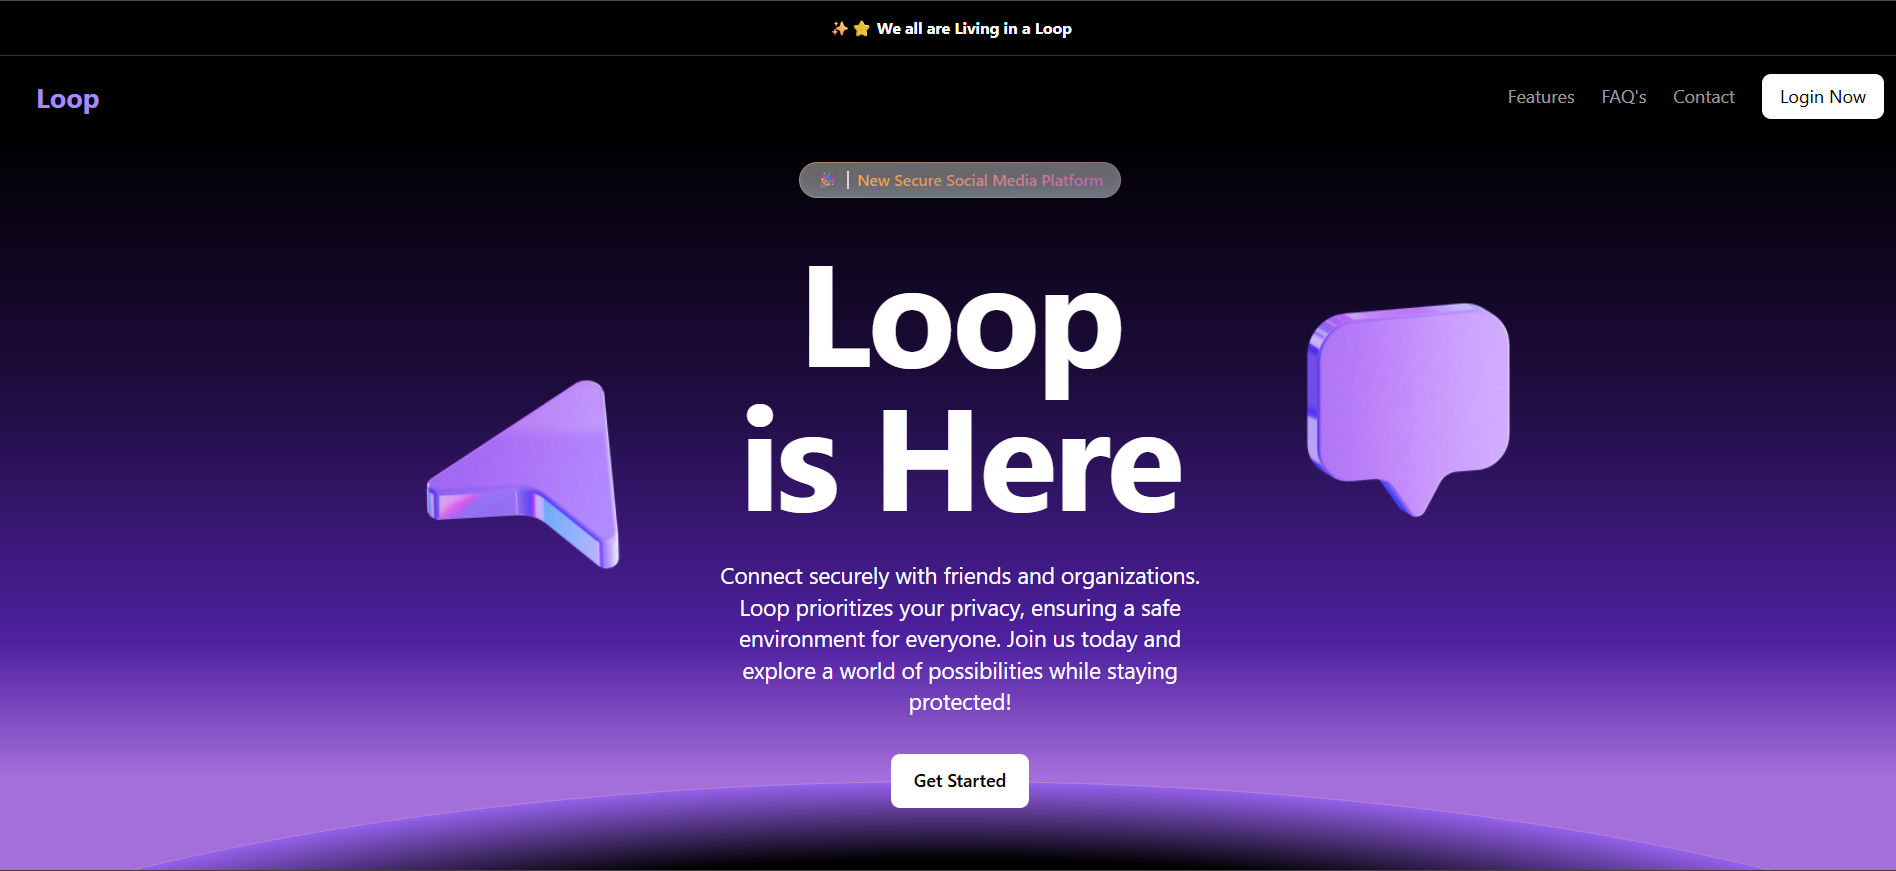 ✨⭐ We all are Living in a Loop
Loop
Features FAQ's Contact Login Now
🎉 | New Secure Social Media Platform
Loop
is Here
Connect securely with friends and organizations.
Loop prioritizes your privacy, ensuring a safe
environment for everyone. Join us today and
explore a world of possibilities while staying
protected!
Get Started